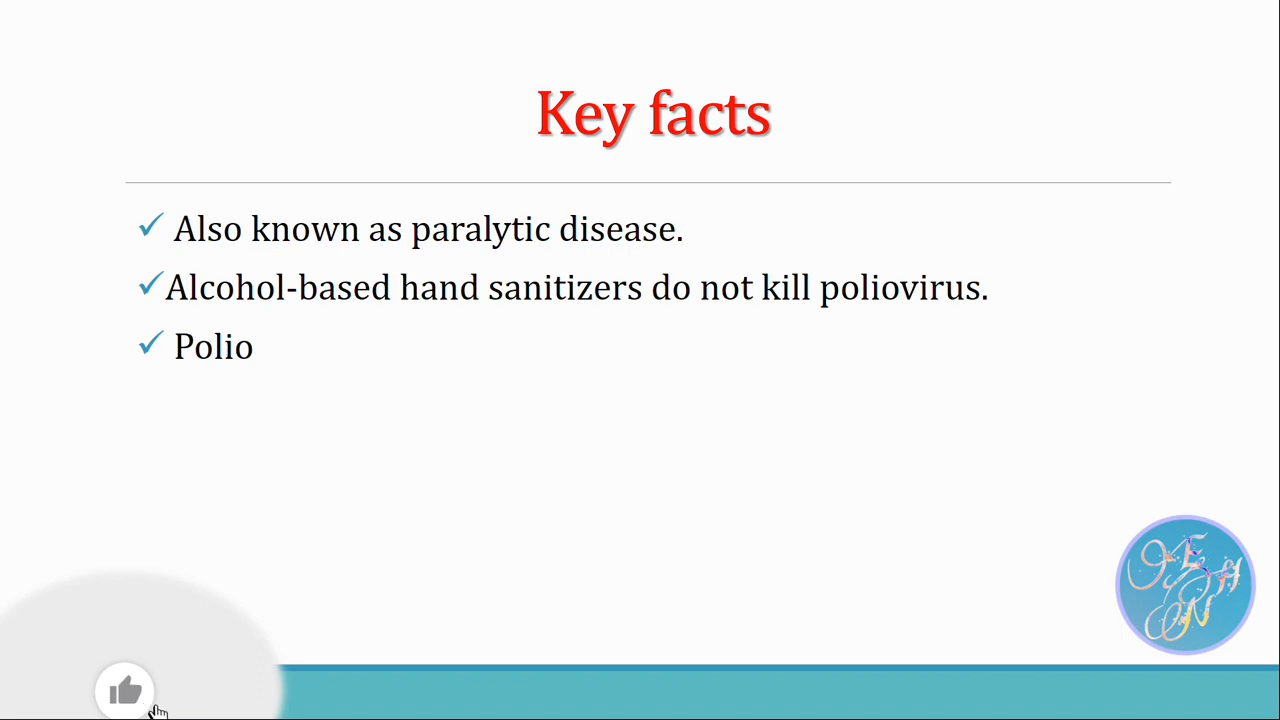 Key facts
Also known as paralytic disease.
Alcohol-based hand sanitizers do not kill poliovirus.
Polio